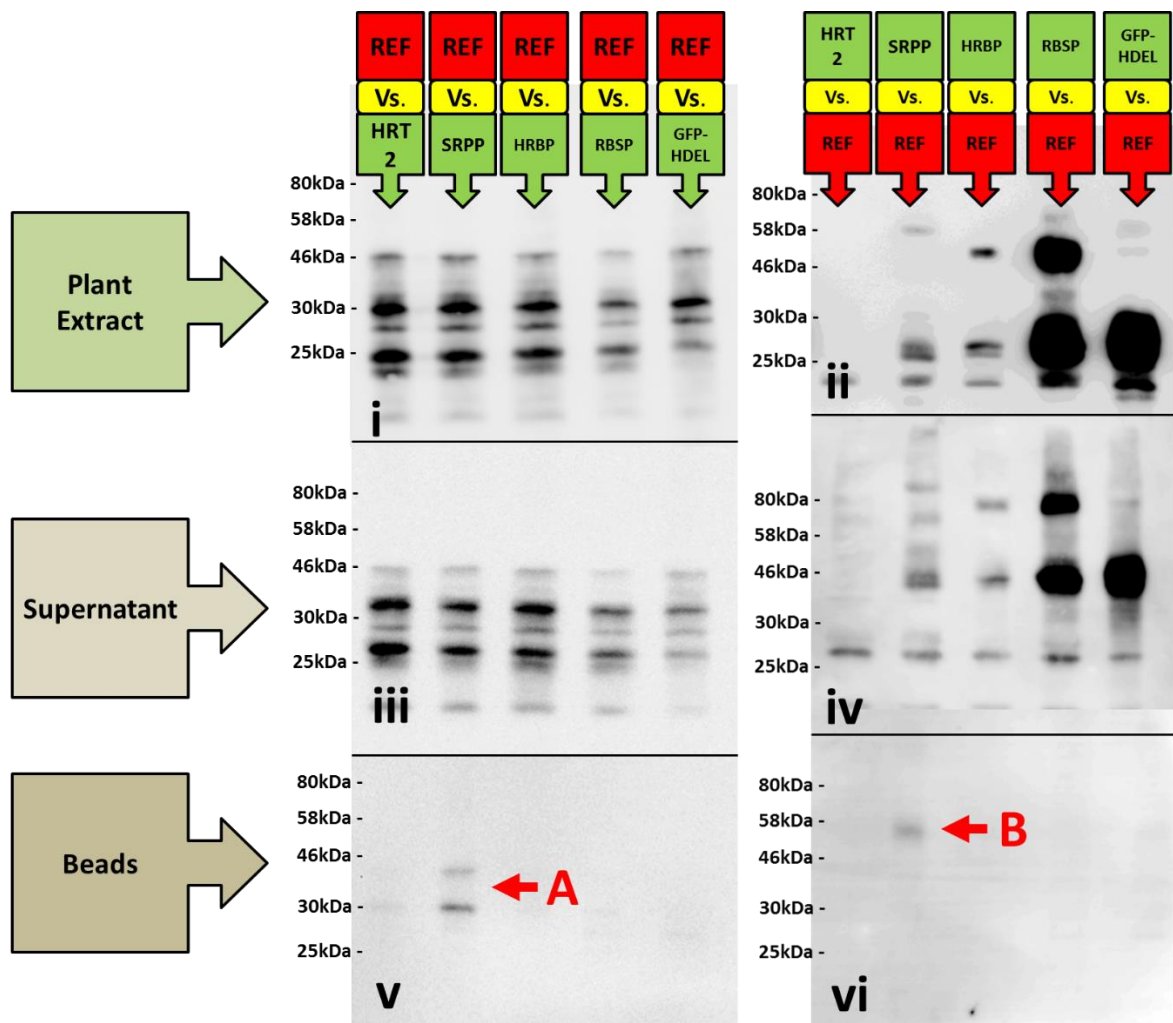 REF REF REF REF REF
Vs. Vs. Vs. Vs. Vs.
HRT 2 SRPP HRBP RBSP GFP-HDEL
HRT 2 SRPP HRBP RBSP GFP-HDEL
Vs. Vs. Vs. Vs. Vs.
REF REF REF REF REF
Plant
Extract
80kDa -
58kDa -
46kDa -
30kDa -
25kDa -
i
80kDa -
58kDa -
46kDa -
30kDa -
25kDa -
ii
Supernatant
80kDa -
58kDa -
46kDa -
30kDa -
25kDa -
iii
80kDa -
58kDa -
46kDa -
30kDa -
25kDa -
iv
Beads
80kDa -
58kDa -
46kDa -
30kDa -
25kDa -
A
v
80kDa -
58kDa -
46kDa -
30kDa -
25kDa -
B
vi